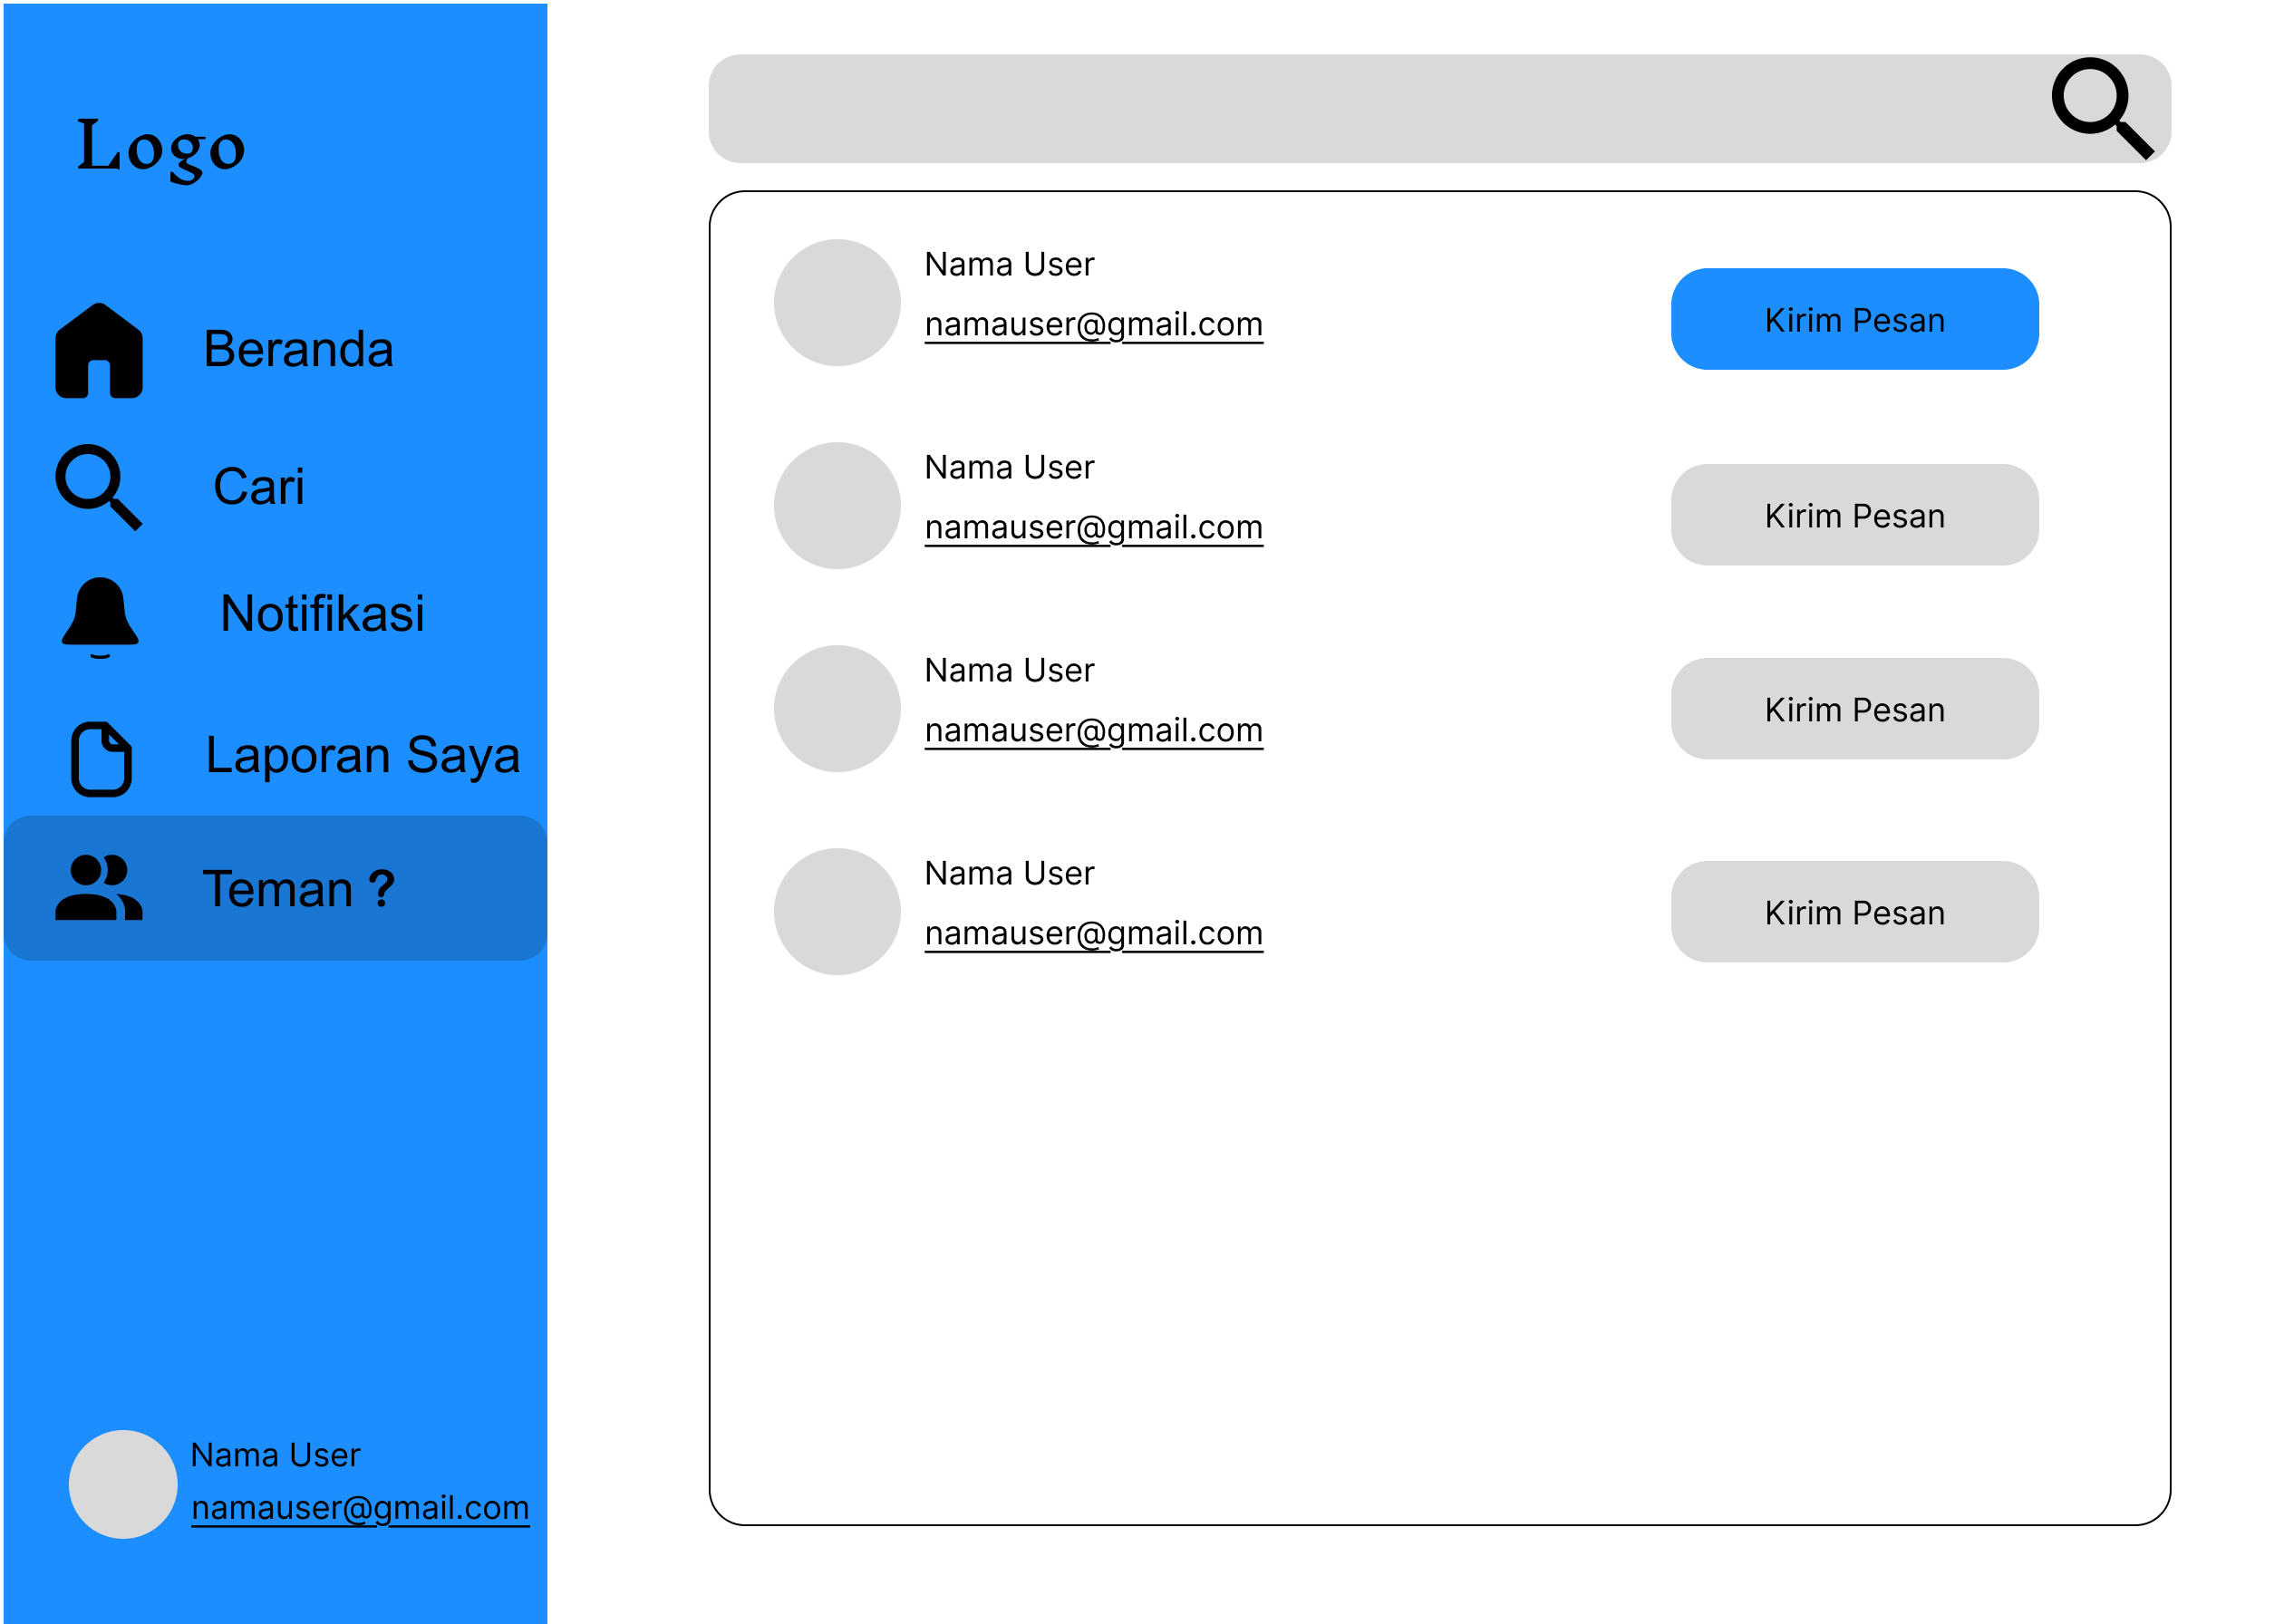 Logo
Beranda
Cari
Notifikasi
Laporan Saya
Teman ?
Nama User
namauser@gmail.com
Nama User
namauser@gmail.com
Kirim Pesan
Nama User
namauser@gmail.com
Kirim Pesan
Nama User
namauser@gmail.com
Kirim Pesan
Nama User
namauser@gmail.com
Kirim Pesan